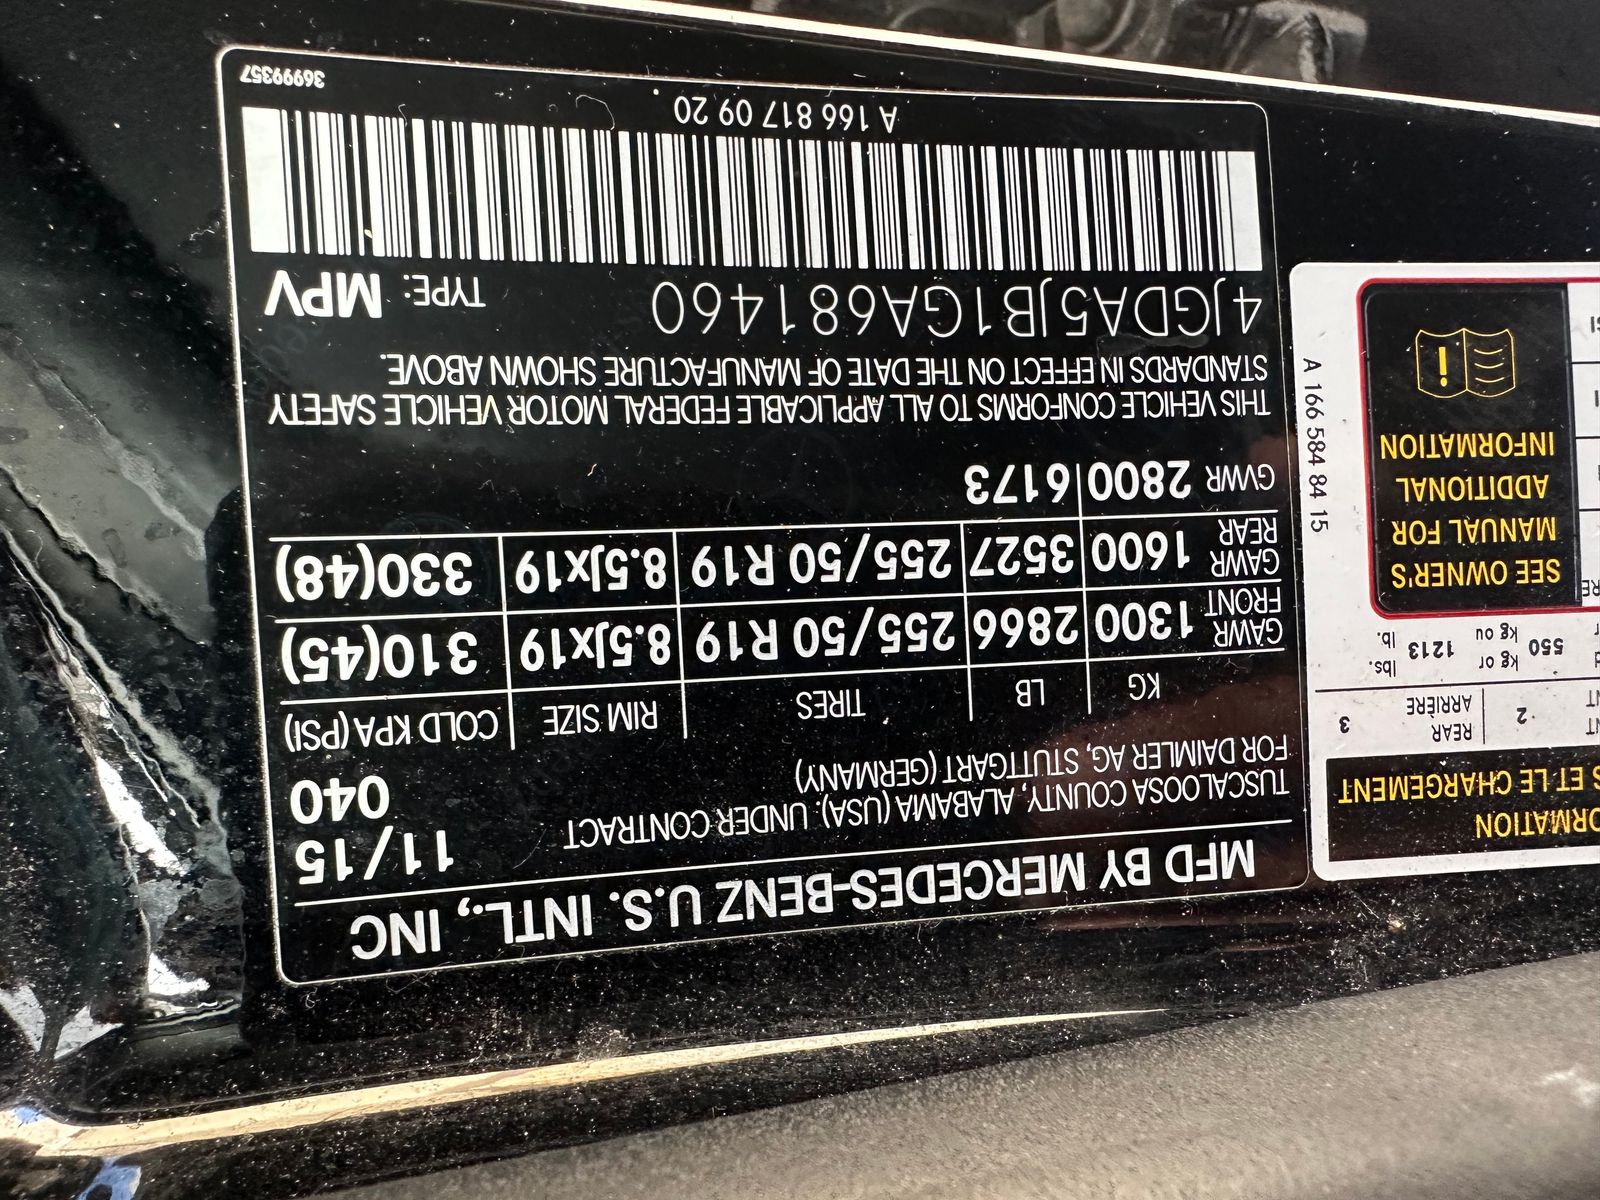 MFD BY MERCEDES-BENZ U.S. INTL., INC
TUSCALOOSA COUNTY, ALABAMA (USA), UNDER CONTRACT
FOR DAIMLER AG, STUTTGART (GERMANY)
11/15
040
KG LB TIRES RIM SIZE COLD KPA (PSI)
GAWR FRONT 1300 2866 255/50 R19 8.5Jx19 310(45)
GAWR REAR 1600 3527 255/50 R19 8.5Jx19 330(48)
GVWR 2800 6173
THIS VEHICLE CONFORMS TO ALL APPLICABLE FEDERAL MOTOR VEHICLE SAFETY
STANDARDS IN EFFECT ON THE DATE OF MANUFACTURE SHOWN ABOVE.
4JGDA5JB1GA681460 TYPE: MPV
A 166 817 09 20
36999357
ET LE CHARGEMENT
2 REAR ARRIÈRE 3
550 kg or kg ou 1213 lbs. lb.
SEE OWNER'S
MANUAL FOR
ADDITIONAL
INFORMATION
A 166 584 84 15